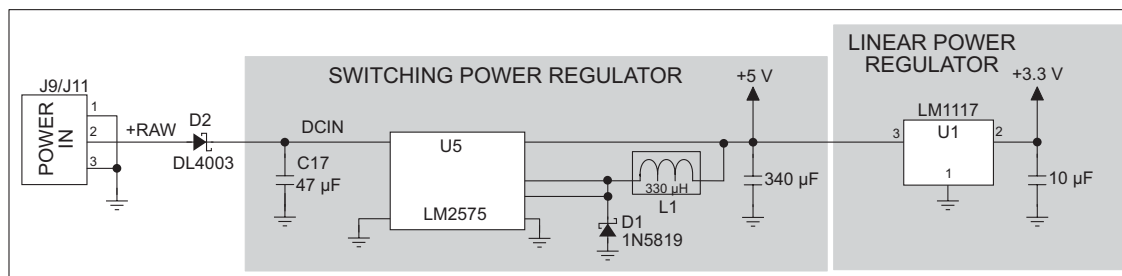 J9/J11
POWER
IN
1
2
3
+RAW
D2
DL4003
SWITCHING POWER REGULATOR
DCIN
C17
47 µF
U5
LM2575
330 µH
L1
D1
1N5819
+5 V
340 µF
LINEAR POWER
REGULATOR
+3.3 V
LM1117
3
U1
2
1
10 µF